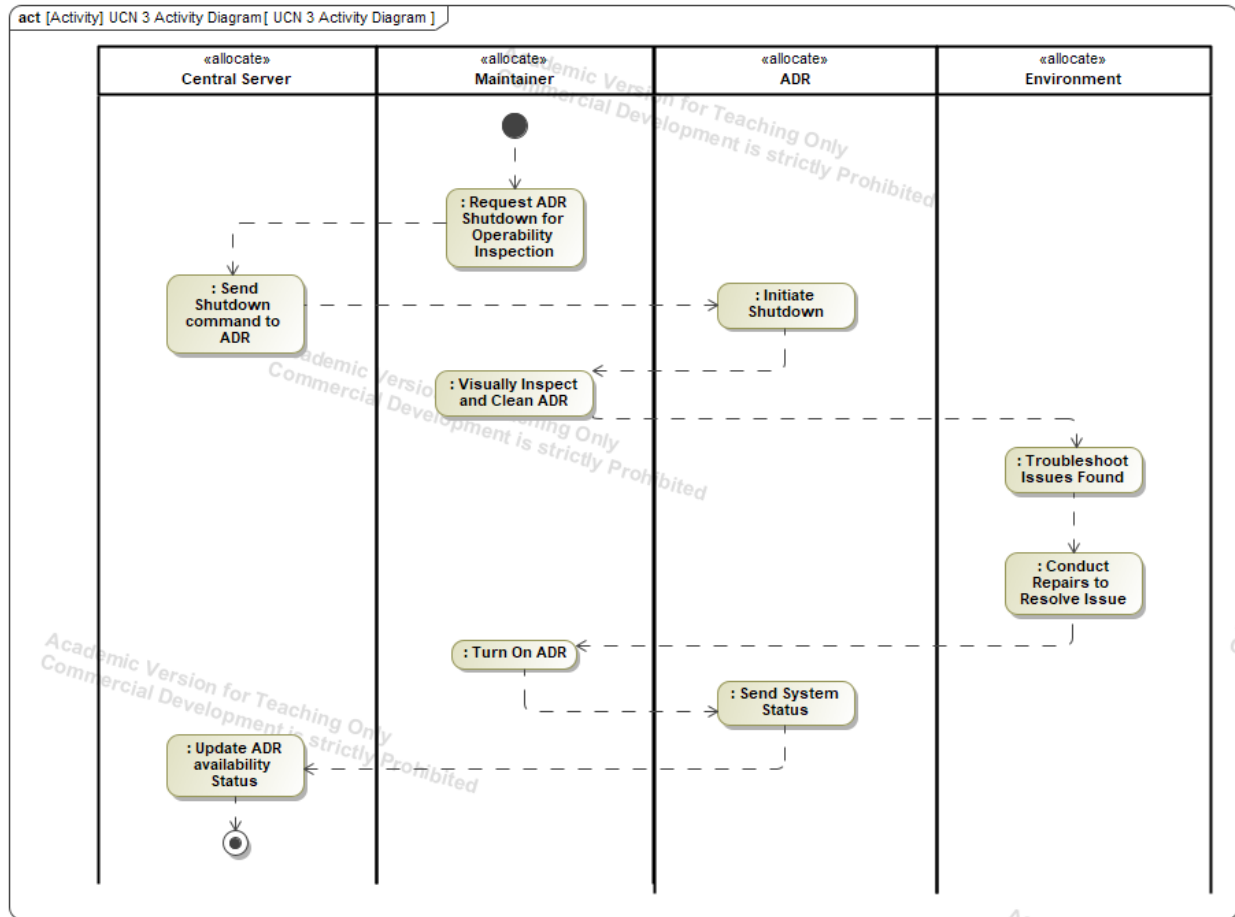 act [Activity] UCN 3 Activity Diagram [ UCN 3 Activity Diagram ]
«allocate»
Central Server
«allocate»
Maintainer
«allocate»
ADR
«allocate»
Environment
Academic Version for Teaching Only
Commercial Development is strictly Prohibited
: Request ADR
Shutdown for
Operability
Inspection
: Send
Shutdown
command to
ADR
: Initiate
Shutdown
Academic Version for Teaching Only
Commercial Development is strictly Prohibited
: Visually Inspect
and Clean ADR
: Troubleshoot
Issues Found
: Conduct
Repairs to
Resolve Issue
Academic Version for Teaching Only
Commercial Development is strictly Prohibited
: Turn On ADR
: Send System
Status
: Update ADR
availability
Status